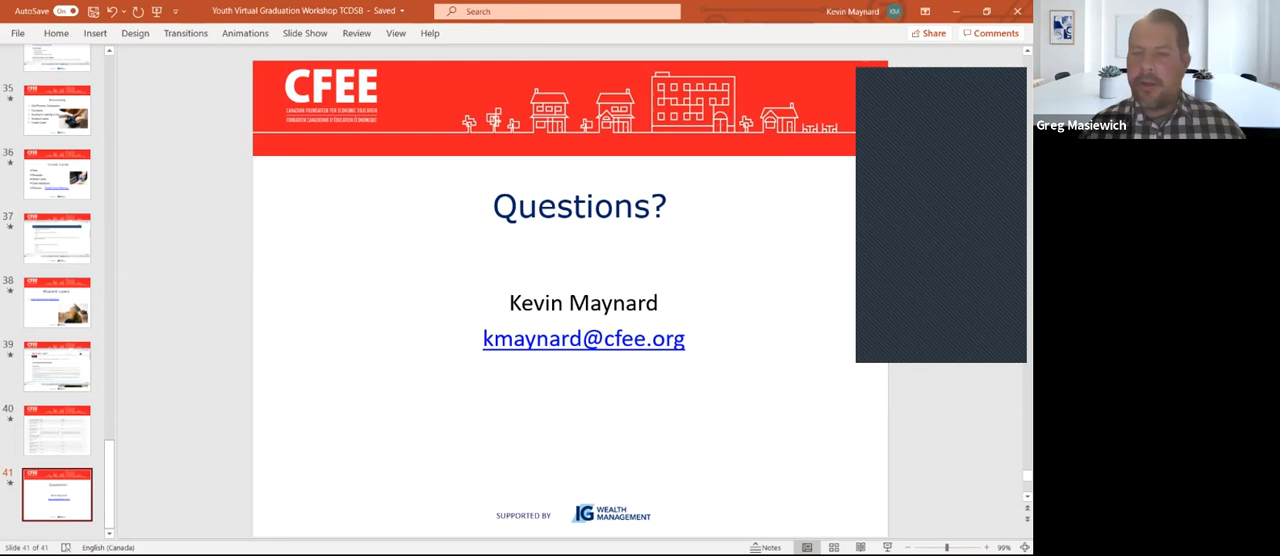 AutoSave On
Youth Virtual Graduation Workshop TCDSB - Saved
Search
Kevin Maynard KM
File Home Insert Draw Design Transitions Animations Slide Show Review View Help
Share Comments
35
36
37
38
39
40
41
CFEE
CANADIAN FOUNDATION FOR ECONOMIC EDUCATION
FONDATION CANADIENNE D'ÉDUCATION ÉCONOMIQUE
Questions?
Kevin Maynard
kmaynard@cfee.org
SUPPORTED BY IG WEALTH MANAGEMENT
Greg Masiewich
Slide 41 of 41 English (Canada)
Notes
99%